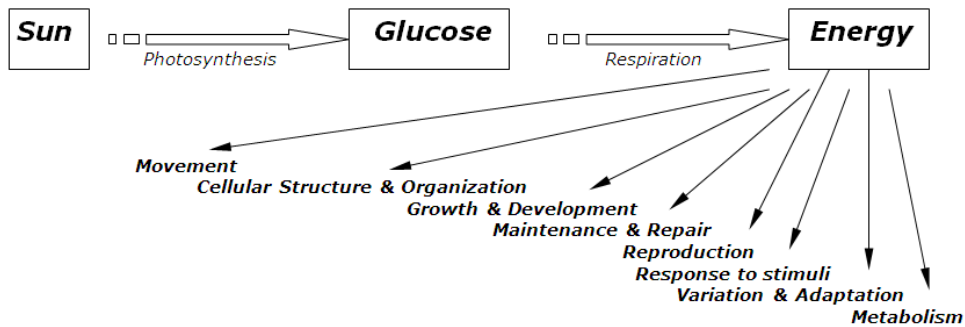 Sun
Glucose
Energy
Photosynthesis
Respiration
Movement
Cellular Structure & Organization
Growth & Development
Maintenance & Repair
Reproduction
Response to stimuli
Variation & Adaptation
Metabolism